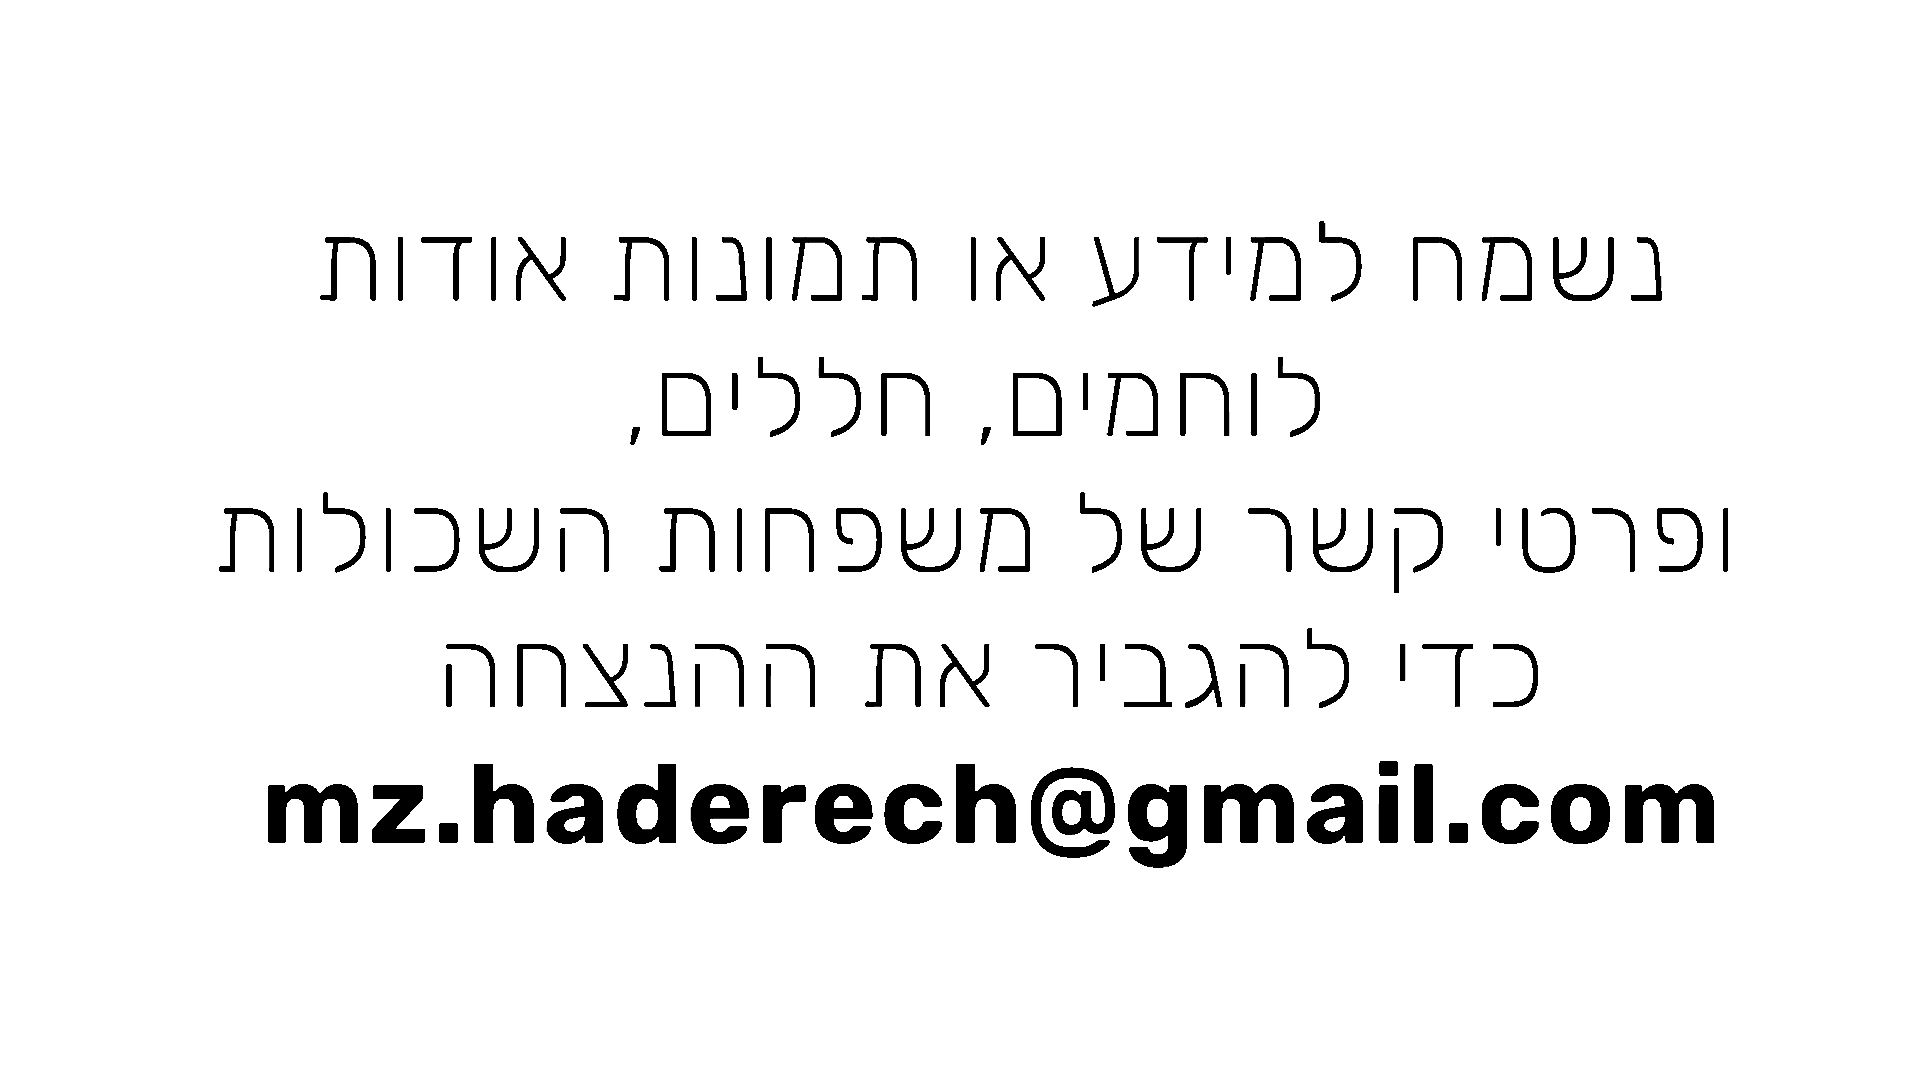 נשמח למידע או תמונות אודות
לוחמים, חללים,
ופרטי קשר של משפחות השכולות
כדי להגביר את ההנצחה
mz.haderech@gmail.com